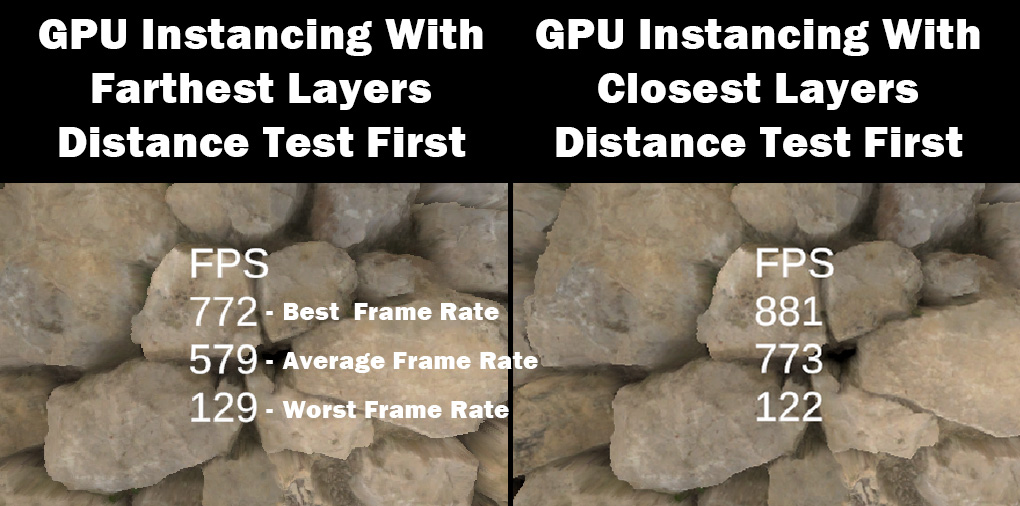 GPU Instancing With
Farthest Layers
Distance Test First
GPU Instancing With
Closest Layers
Distance Test First
FPS
772 - Best Frame Rate
579 - Average Frame Rate
129 - Worst Frame Rate
FPS
881
773
122